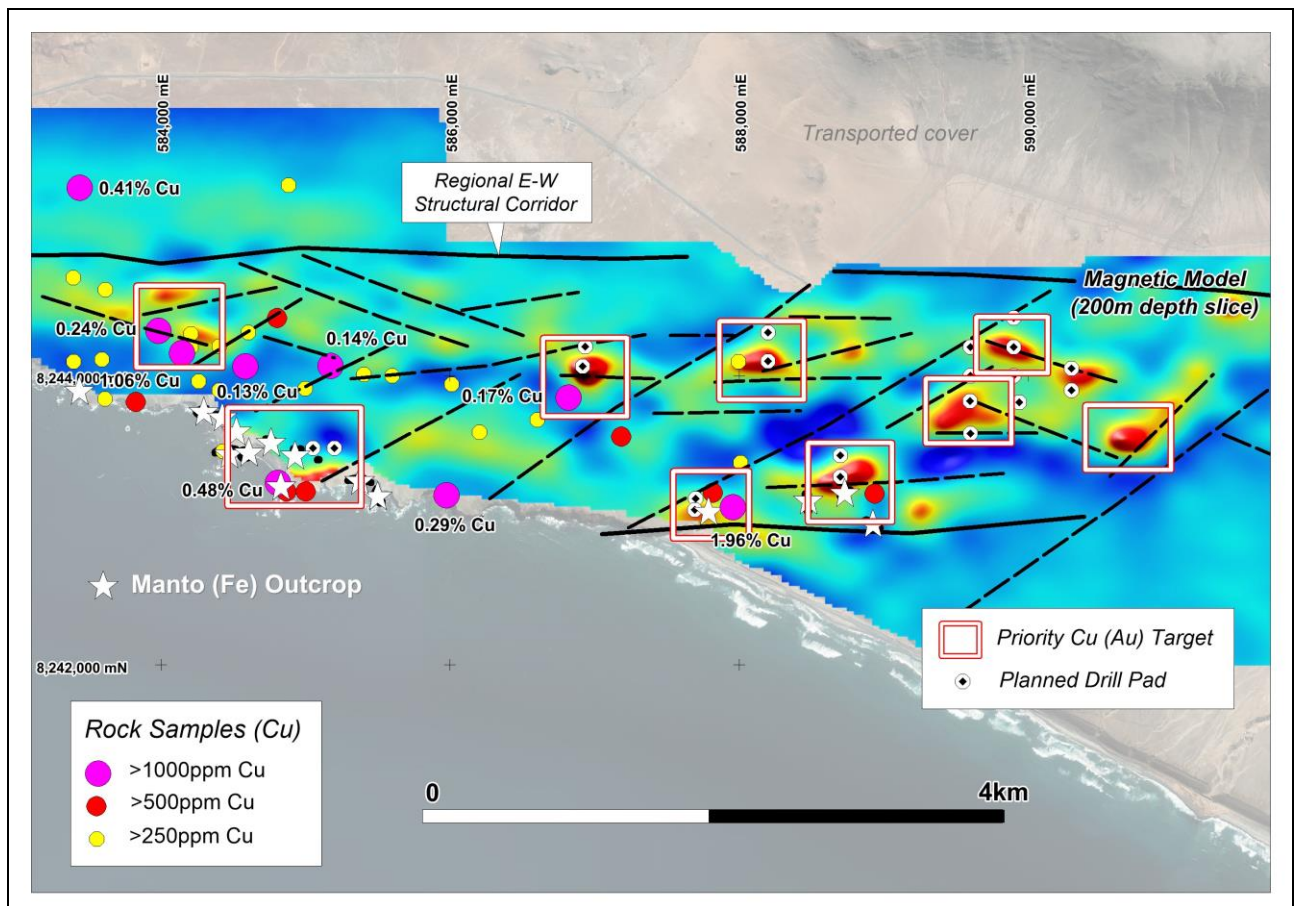 584,000 mE
586,000 mE
588,000 mE
590,000 mE
Transported cover
Regional E-W
Structural Corridor
0.41% Cu
Magnetic Model
(200m depth slice)
0.24% Cu
0.14% Cu
8,244,000 mN
1.06% Cu
0.13% Cu
0.17% Cu
0.48% Cu
0.29% Cu
1.96% Cu
Manto (Fe) Outcrop
8,242,000 mN
Priority Cu (Au) Target
Planned Drill Pad
Rock Samples (Cu)
>1000ppm Cu
>500ppm Cu
>250ppm Cu
0
4km